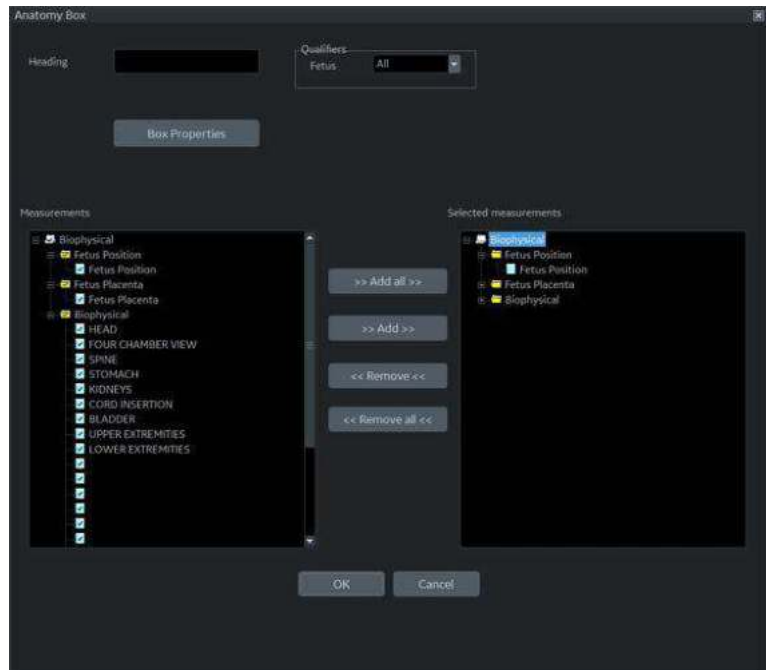 Anatomy Box
Heading
Qualifiers
Fetus All
Box Properties
Measurements
Biophysical
Fetus Position
Fetus Position
Fetus Placenta
Fetus Placenta
Biophysical
HEAD
FOUR CHAMBER VIEW
SPINE
STOMACH
KIDNEYS
CORD INSERTION
BLADDER
UPPER EXTREMITIES
LOWER EXTREMITIES
>> Add all >>
>> Add >>
<< Remove <<
<< Remove all <<
Selected measurements
Biophysical
Fetus Position
Fetus Position
Fetus Placenta
Biophysical
OK Cancel